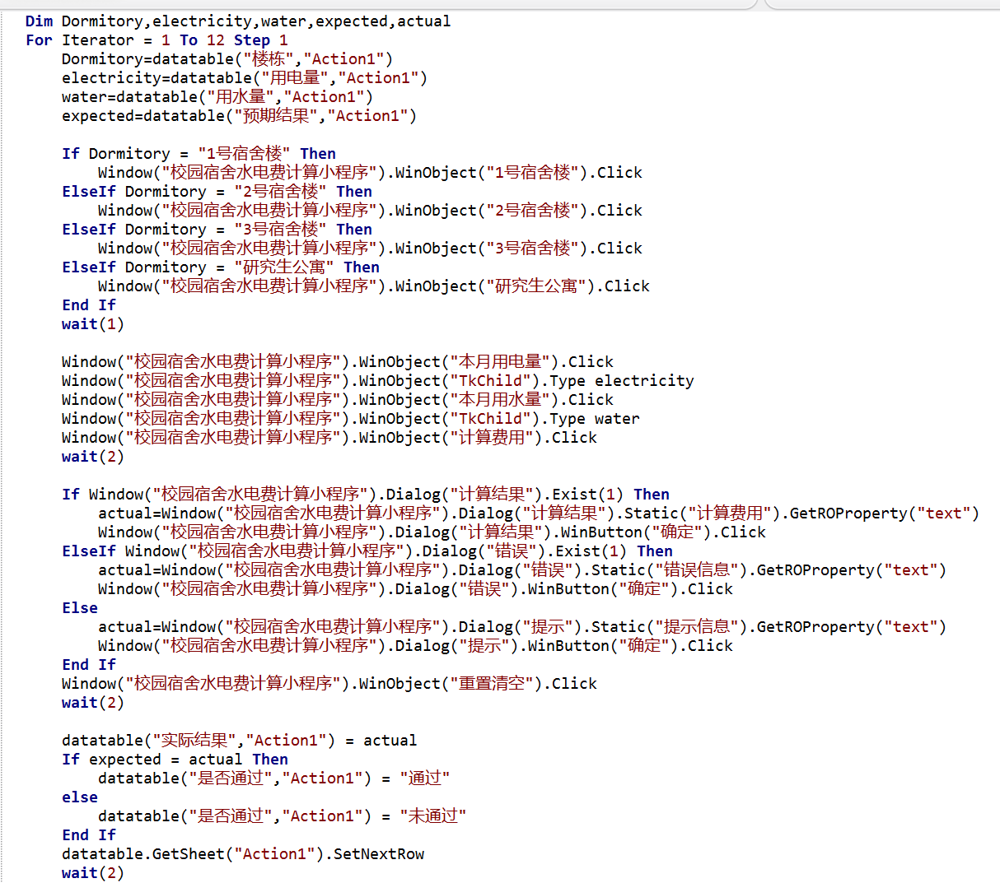 Dim Dormitory,electricity,water,expected,actual
For Iterator = 1 To 12 Step 1
Dormitory=datatable("楼栋","Action1")
electricity=datatable("用电量","Action1")
water=datatable("用水量","Action1")
expected=datatable("预期结果","Action1")
If Dormitory = "1号宿舍楼" Then
Window("校园宿舍水电费计算小程序").WinObject("1号宿舍楼").Click
ElseIf Dormitory = "2号宿舍楼" Then
Window("校园宿舍水电费计算小程序").WinObject("2号宿舍楼").Click
ElseIf Dormitory = "3号宿舍楼" Then
Window("校园宿舍水电费计算小程序").WinObject("3号宿舍楼").Click
ElseIf Dormitory = "研究生公寓" Then
Window("校园宿舍水电费计算小程序").WinObject("研究生公寓").Click
End If
wait(1)
Window("校园宿舍水电费计算小程序").WinObject("本月用电量").Click
Window("校园宿舍水电费计算小程序").WinObject("TkChild").Type electricity
Window("校园宿舍水电费计算小程序").WinObject("本月用水量").Click
Window("校园宿舍水电费计算小程序").WinObject("TkChild").Type water
Window("校园宿舍水电费计算小程序").WinObject("计算费用").Click
wait(2)
If Window("校园宿舍水电费计算小程序").Dialog("计算结果").Exist(1) Then
actual=Window("校园宿舍水电费计算小程序").Dialog("计算结果").Static("计算费用").GetROProperty("text")
Window("校园宿舍水电费计算小程序").Dialog("计算结果").WinButton("确定").Click
ElseIf Window("校园宿舍水电费计算小程序").Dialog("错误").Exist(1) Then
actual=Window("校园宿舍水电费计算小程序").Dialog("错误").Static("错误信息").GetROProperty("text")
Window("校园宿舍水电费计算小程序").Dialog("错误").WinButton("确定").Click
Else
actual=Window("校园宿舍水电费计算小程序").Dialog("提示").Static("提示信息").GetROProperty("text")
Window("校园宿舍水电费计算小程序").Dialog("提示").WinButton("确定").Click
End If
Window("校园宿舍水电费计算小程序").WinObject("重置清空").Click
wait(2)
datatable("实际结果","Action1") = actual
If expected = actual Then
datatable("是否通过","Action1") = "通过"
else
datatable("是否通过","Action1") = "未通过"
End If
datatable.GetSheet("Action1").SetNextRow
wait(2)